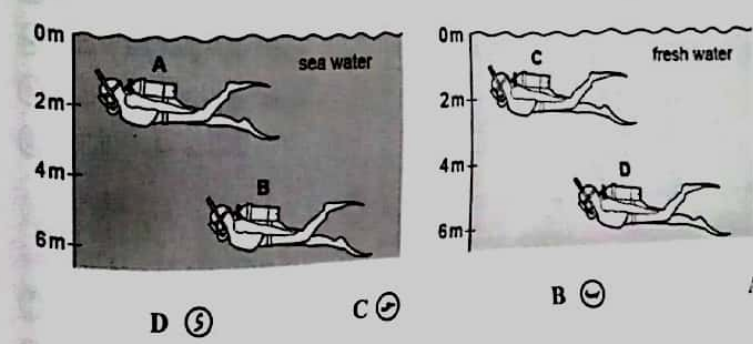 0m 0m
A sea water C fresh water
2m 2m
4m 4m
B D
6m 6m
D C B